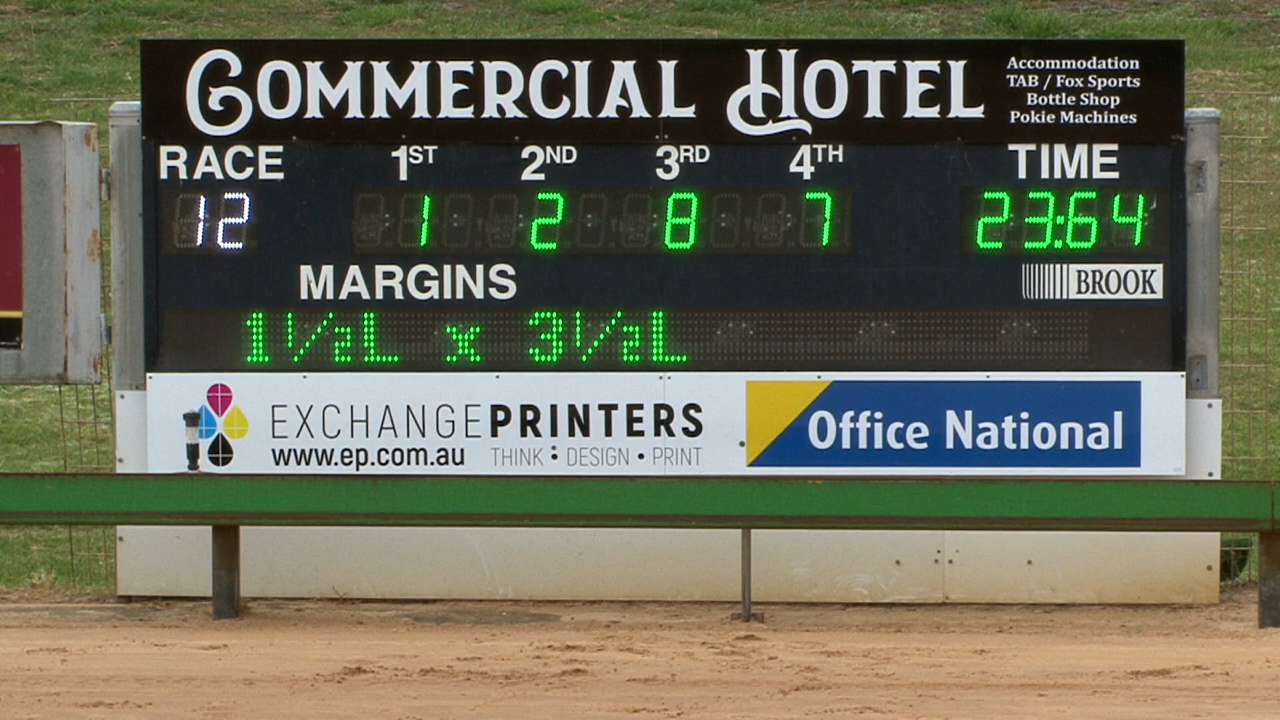 COMMERCIAL HOTEL
Accommodation
TAB / Fox Sports
Bottle Shop
Pokie Machines
RACE 1ST 2ND 3RD 4TH TIME
12 1 2 8 7 23:64
MARGINS
BROOK
1½L x 3½L
EXCHANGEPRINTERS
www.ep.com.au THINK • DESIGN • PRINT
Office National